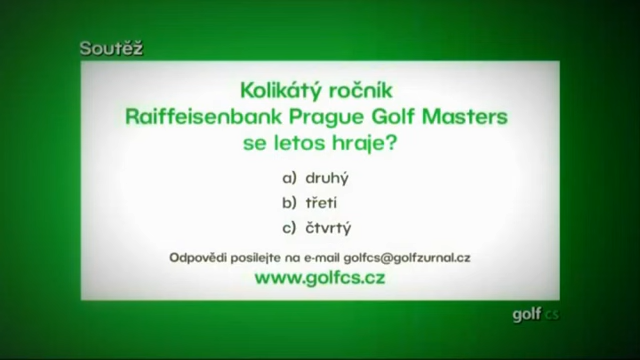 Soutěž
Kolikátý ročník
Raiffeisenbank Prague Golf Masters
se letos hraje?
a) druhý
b) třetí
c) čtvrtý
Odpovědi posilejte na e-mail golfcs@golfzurnal.cz
www.golfcs.cz
golf cs